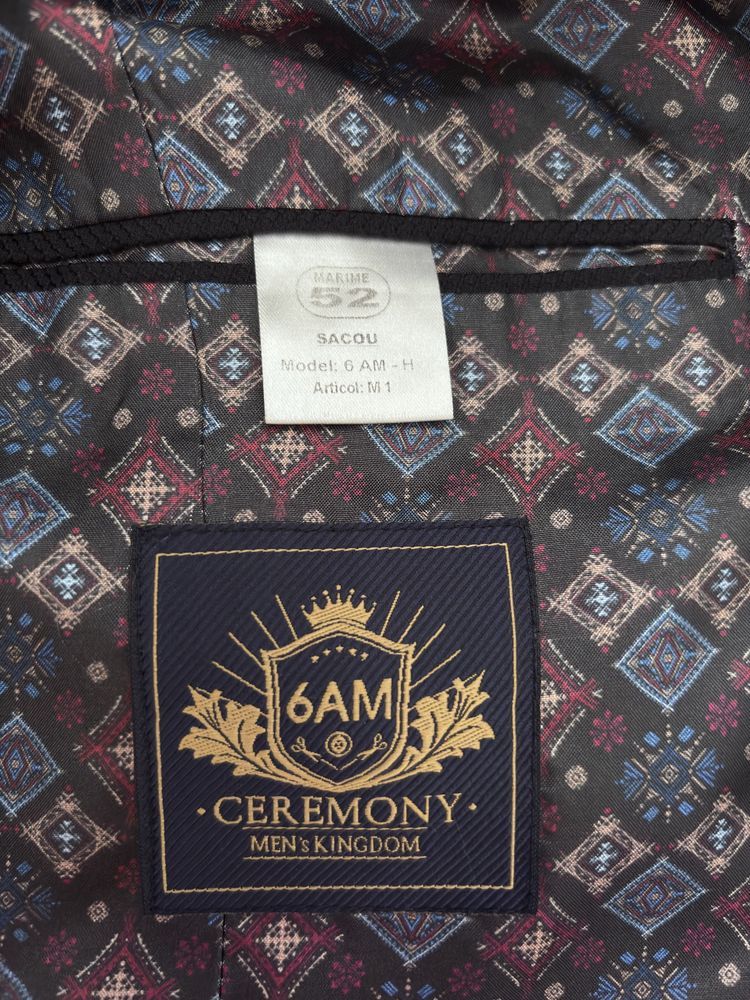 MARIME
52
SACOU
Model: 6 AM - H
Articol: M 1
6AM
· CEREMONY ·
MEN's KINGDOM